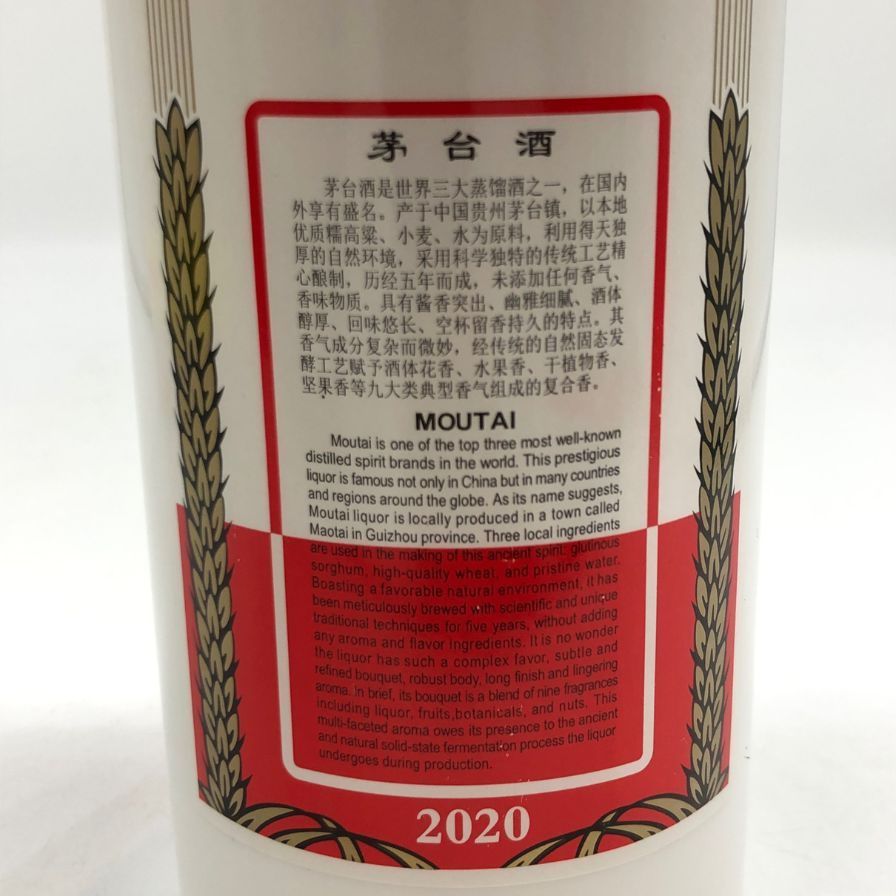 茅台酒
茅台酒是世界三大蒸馏酒之一，在国内
外享有盛名。产于中国贵州茅台镇，以本地
优质糯高粱、小麦、水为原料，利用得天独
厚的自然环境，采用科学独特的传统工艺精
心酿制，历经五年而成，未添加任何香气、
香味物质。具有酱香突出、幽雅细腻、酒体
醇厚、回味悠长、空杯留香持久的特点。其
香气成分复杂而微妙，经传统的自然固态发
酵工艺赋予酒体花香、水果香、干植物香、
坚果香等九大类典型香气组成的复合香。
MOUTAI
Moutai is one of the top three most well-known
distilled spirit brands in the world. This prestigious
liquor is famous not only in China but in many countries
and regions around the globe. As its name suggests,
Moutai liquor is locally produced in a town called
Maotai in Guizhou province. Three local ingredients
are used in the making of this ancient spirit: glutinous
sorghum, high-quality wheat, and pristine water.
Boasting a favorable natural environment, it has
been meticulously brewed with scientific and unique
traditional techniques for five years, without adding
any aroma and flavor ingredients. It is no wonder
the liquor has such a complex favor, subtle and
refined bouquet, robust body, long finish and lingering
aroma. In brief, its bouquet is a blend of nine fragrances
including liquor, fruits,botanicals, and nuts. This
multi-faceted aroma owes its presence to the ancient
and natural solid-state fermentation process the liquor
undergoes during production.
2020